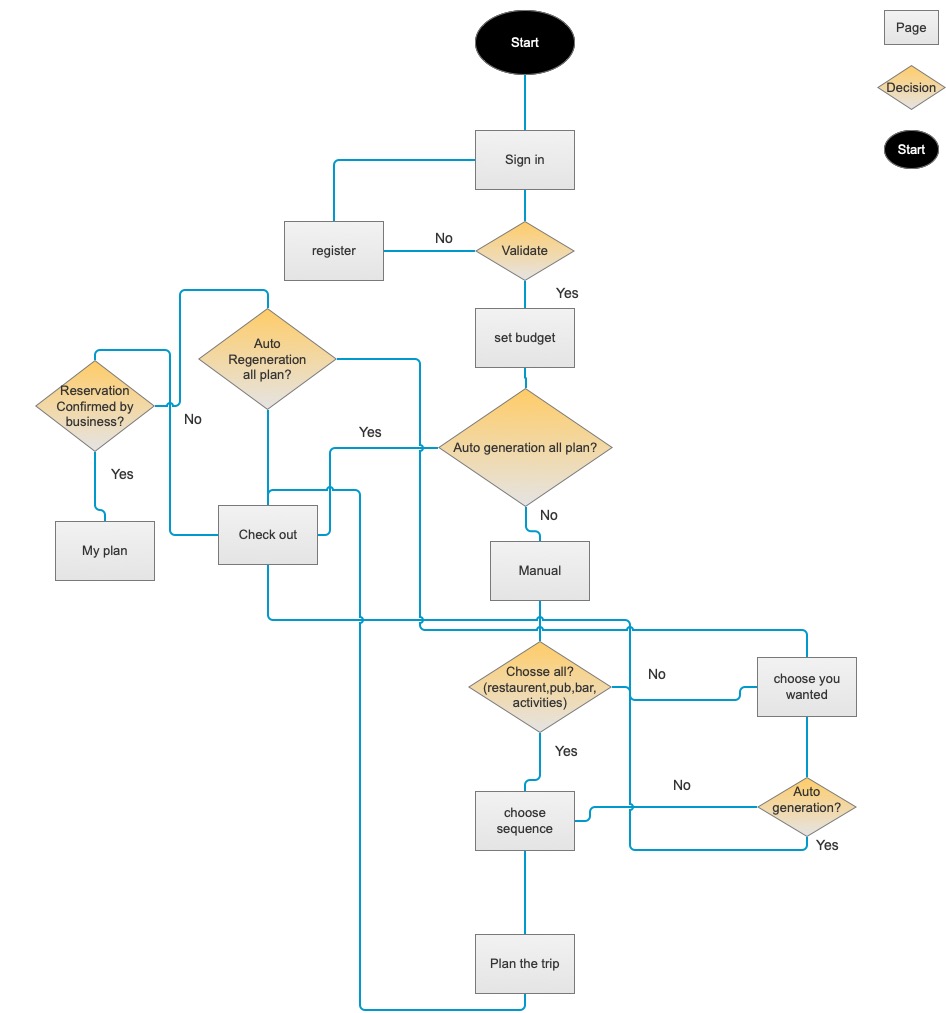 Start
Page
Decision
Start
Sign in
register
No
Validate
Yes
set budget
Auto
Regeneration
all plan?
Reservation
Confirmed by
business?
No
Yes
Auto generation all plan?
Yes
No
My plan
Check out
Manual
Chosse all?
(restaurent,pub,bar,
activities)
No
choose you
wanted
Yes
choose
sequence
No
Auto
generation?
Yes
Plan the trip